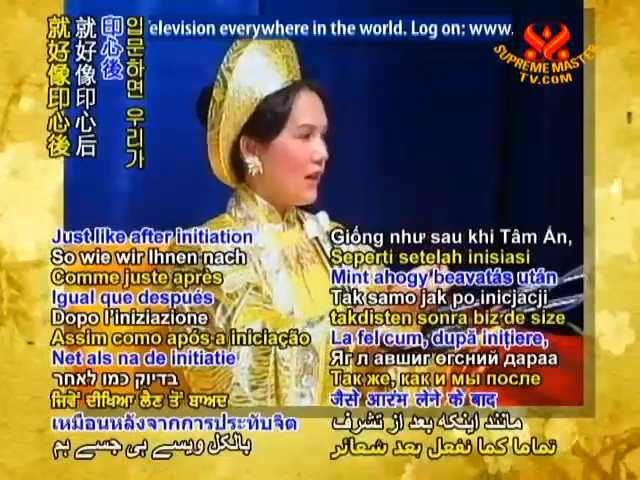 elevision everywhere in the world. Log on: www.
SUPREME MASTER
TV.COM
就好像印心後
就好像印心后
印心後
입문하면 우리가
Just like after initiation
So wie wir Ihnen nach
Comme juste après
Igual que después
Dopo l'iniziazione
Assim como após a iniciação
Net als na de initiatie
בדיוק כמו לאחר
ਜਿਵੇਂ ਦੀਖਿਆ ਲੈਣ ਤੋਂ ਬਾਅਦ
เหมือนหลังจากการประทับจิต
بالکل ویسے ہی جسے ہم
Giống như sau khi Tâm Ấn,
Seperti setelah inisiasi
Mint ahogy beavatás után
Tak samo jak po inicjacji
takdisten sonra biz de size
La fel cum, după iniţiere,
Яг л авшиг өгсний дараа
Так же, как и мы после
जैसे आरंभ लेने के बाद
مانند اینکه بعد از تشرف
تماما كما نفعل بعد شعائر